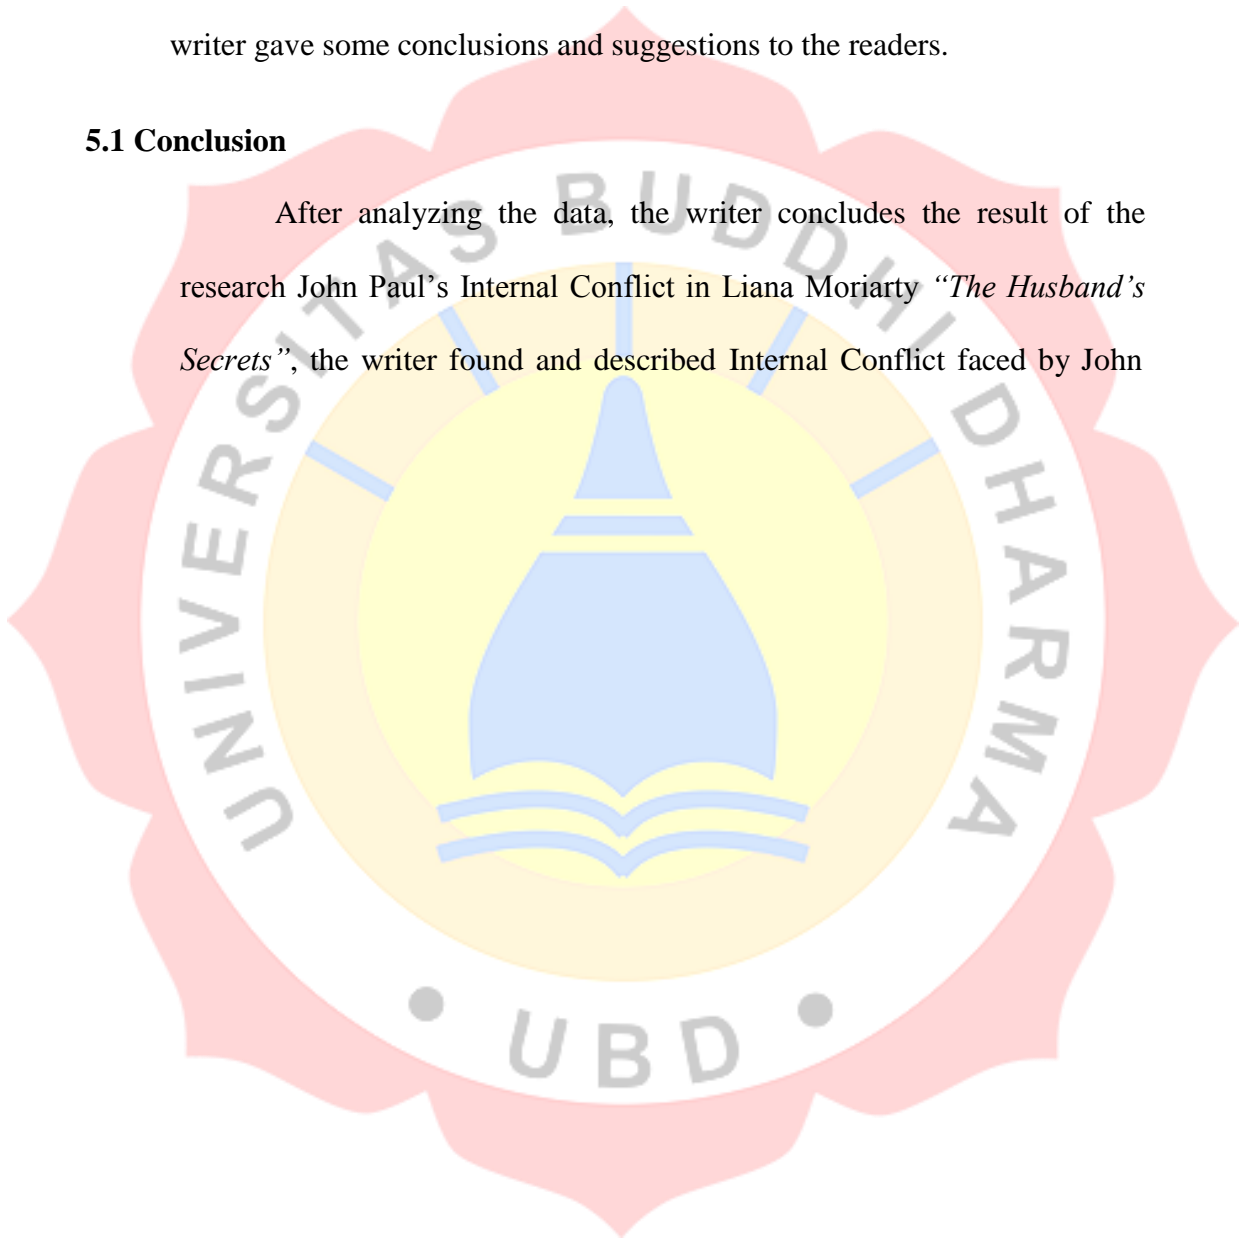 writer gave some conclusions and suggestions to the readers.
5.1 Conclusion
After analyzing the data, the writer concludes the result of the
research John Paul’s Internal Conflict in Liana Moriarty “The Husband’s
Secrets”, the writer found and described Internal Conflict faced by John
UNIVERSITAS BUDDHI DHARMA
• UBD •